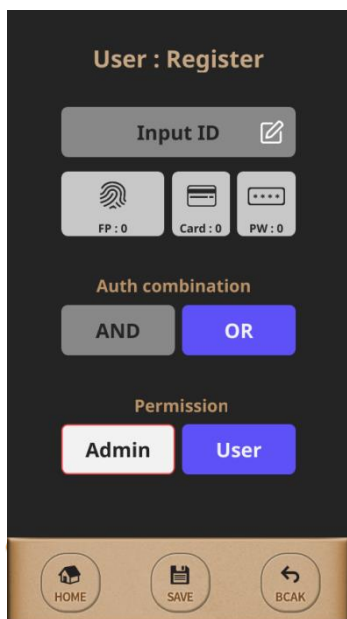 User : Register
Input ID
FP : 0 Card : 0 PW : 0
Auth combination
AND OR
Permission
Admin User
HOME SAVE BCAK